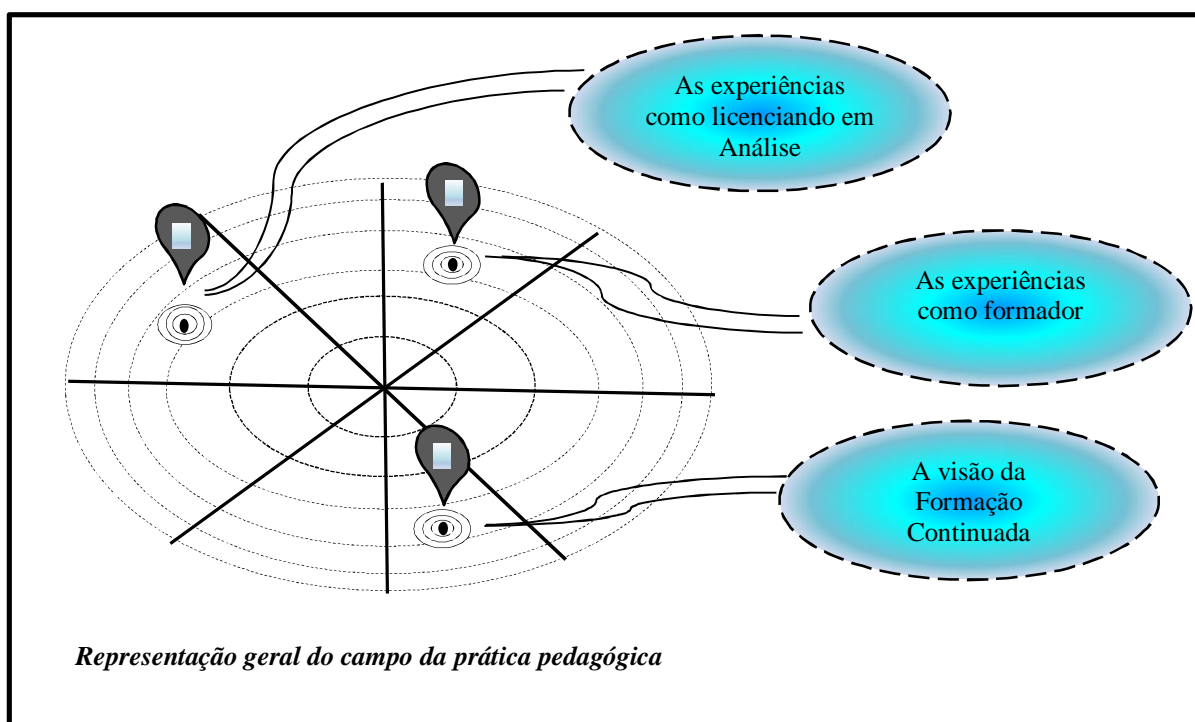 As experiências
como licenciando em
Análise
As experiências
como formador
A visão da
Formação
Continuada
Representação geral do campo da prática pedagógica